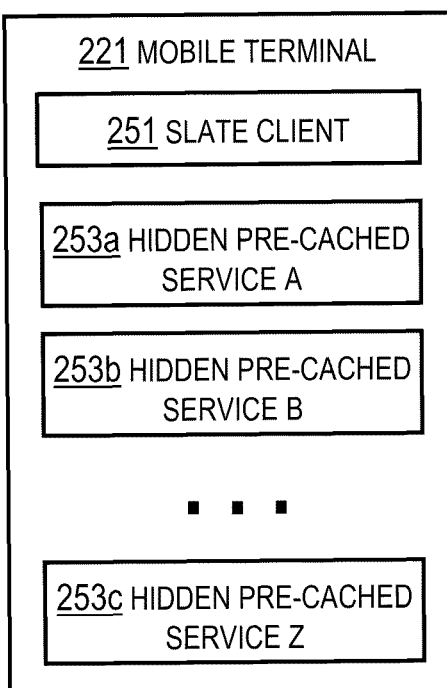 221 MOBILE TERMINAL
251 SLATE CLIENT
253a HIDDEN PRE-CACHED
SERVICE A
253b HIDDEN PRE-CACHED
SERVICE B
. . .
253c HIDDEN PRE-CACHED
SERVICE Z